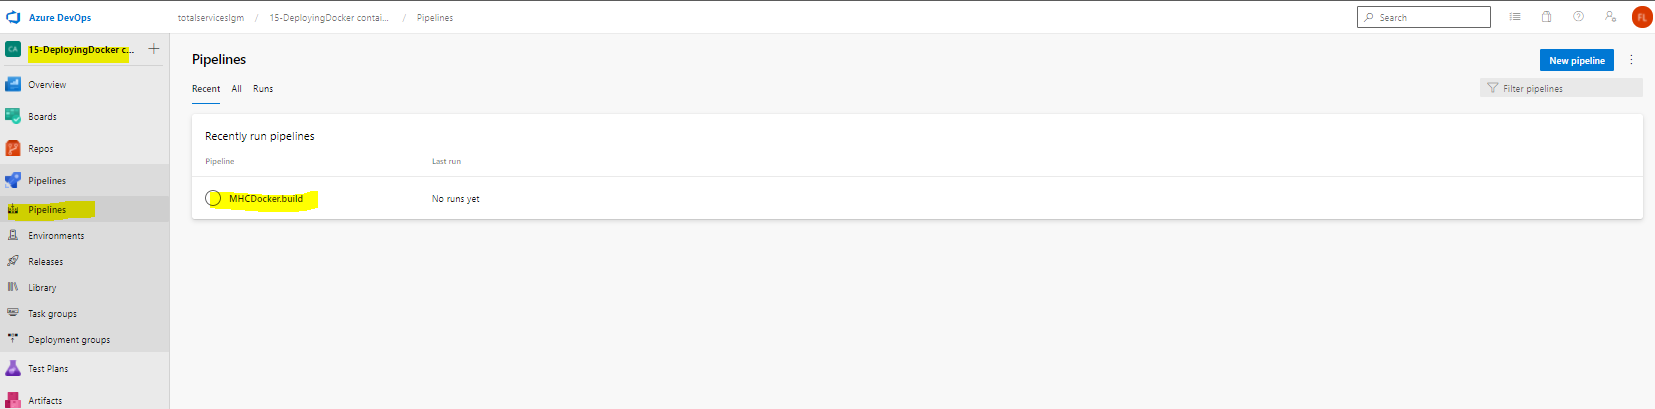 Azure DevOps totalserviceslgm / 15-DeployingDocker contai... / Pipelines Search FL
CA 15-DeployingDocker c... +
Overview
Boards
Repos
Pipelines
Pipelines
Environments
Releases
Library
Task groups
Deployment groups
Test Plans
Artifacts
Pipelines New pipeline
Recent All Runs Filter pipelines
Recently run pipelines
Pipeline Last run
MHCDocker.build No runs yet